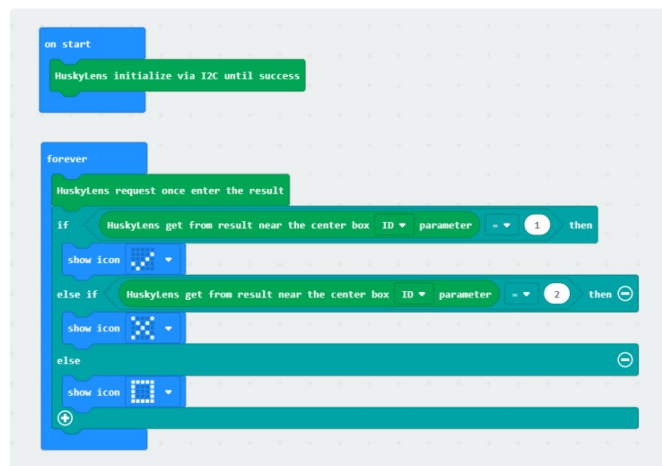 on start
HuskyLens initialize via I2C until success
forever
HuskyLens request once enter the result
if HuskyLens get from result near the center box ID parameter = 1 then
show icon
else if HuskyLens get from result near the center box ID parameter = 2 then
show icon
else
show icon